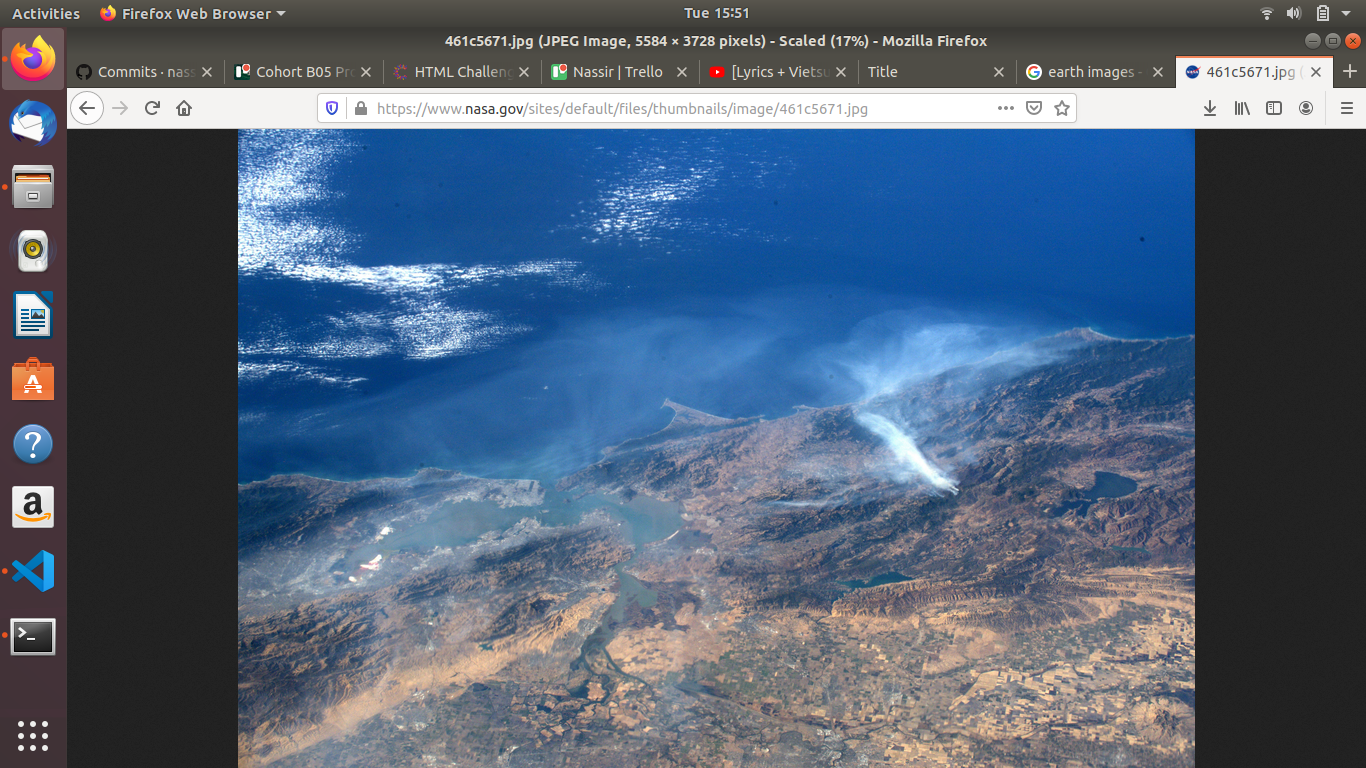 Activities Firefox Web Browser Tue 15:51
461c5671.jpg (JPEG Image, 5584 × 3728 pixels) - Scaled (17%) - Mozilla Firefox
Commits · nass Cohort B05 Pro HTML Challeng Nassir | Trello [Lyrics + Vietsu Title earth images - 461c5671.jpg (
https://www.nasa.gov/sites/default/files/thumbnails/image/461c5671.jpg